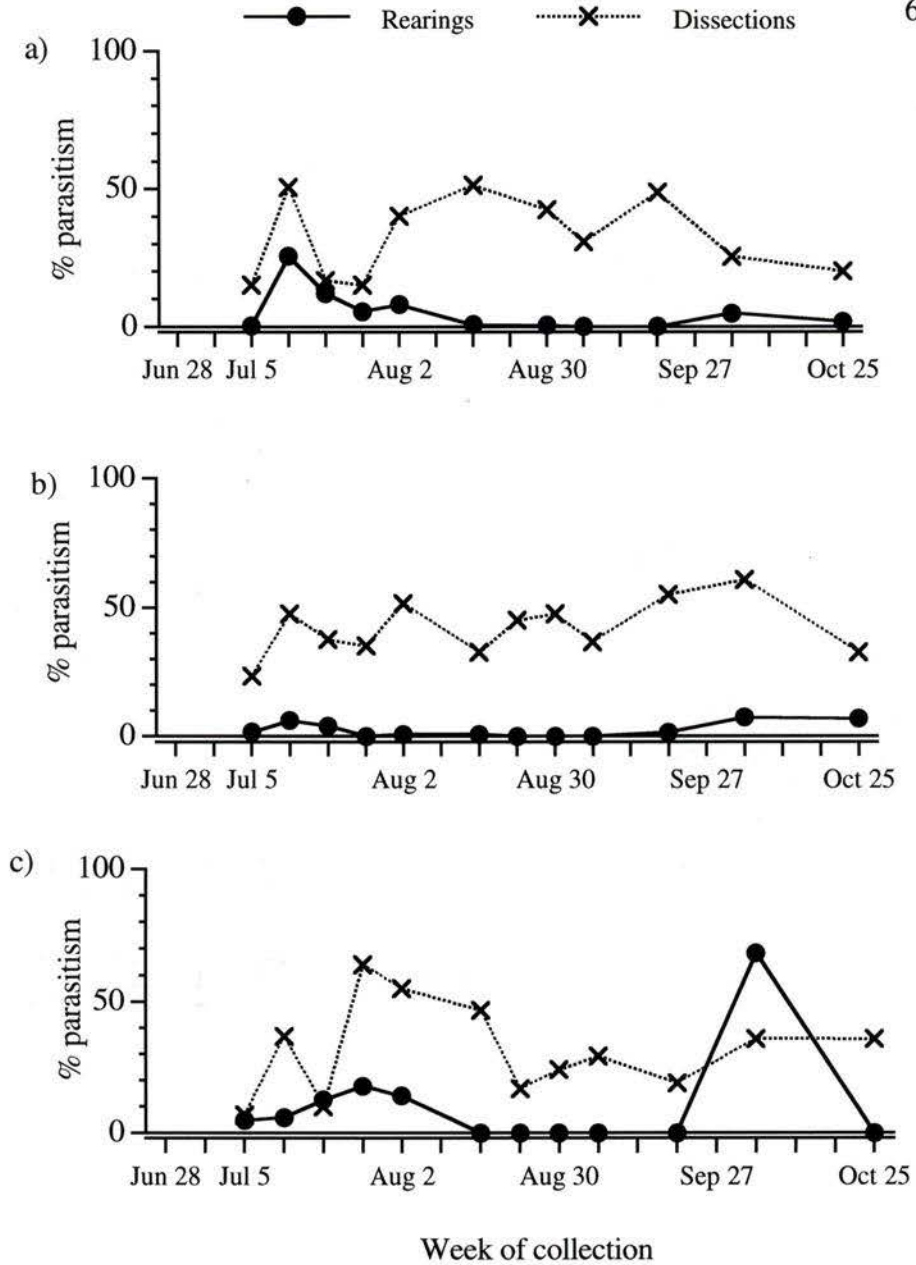 Rearings Dissections 6
a)
100
50
0
% parasitism
Jun 28 Jul 5 Aug 2 Aug 30 Sep 27 Oct 25
b)
100
50
0
% parasitism
Jun 28 Jul 5 Aug 2 Aug 30 Sep 27 Oct 25
c)
100
50
0
% parasitism
Jun 28 Jul 5 Aug 2 Aug 30 Sep 27 Oct 25
Week of collection